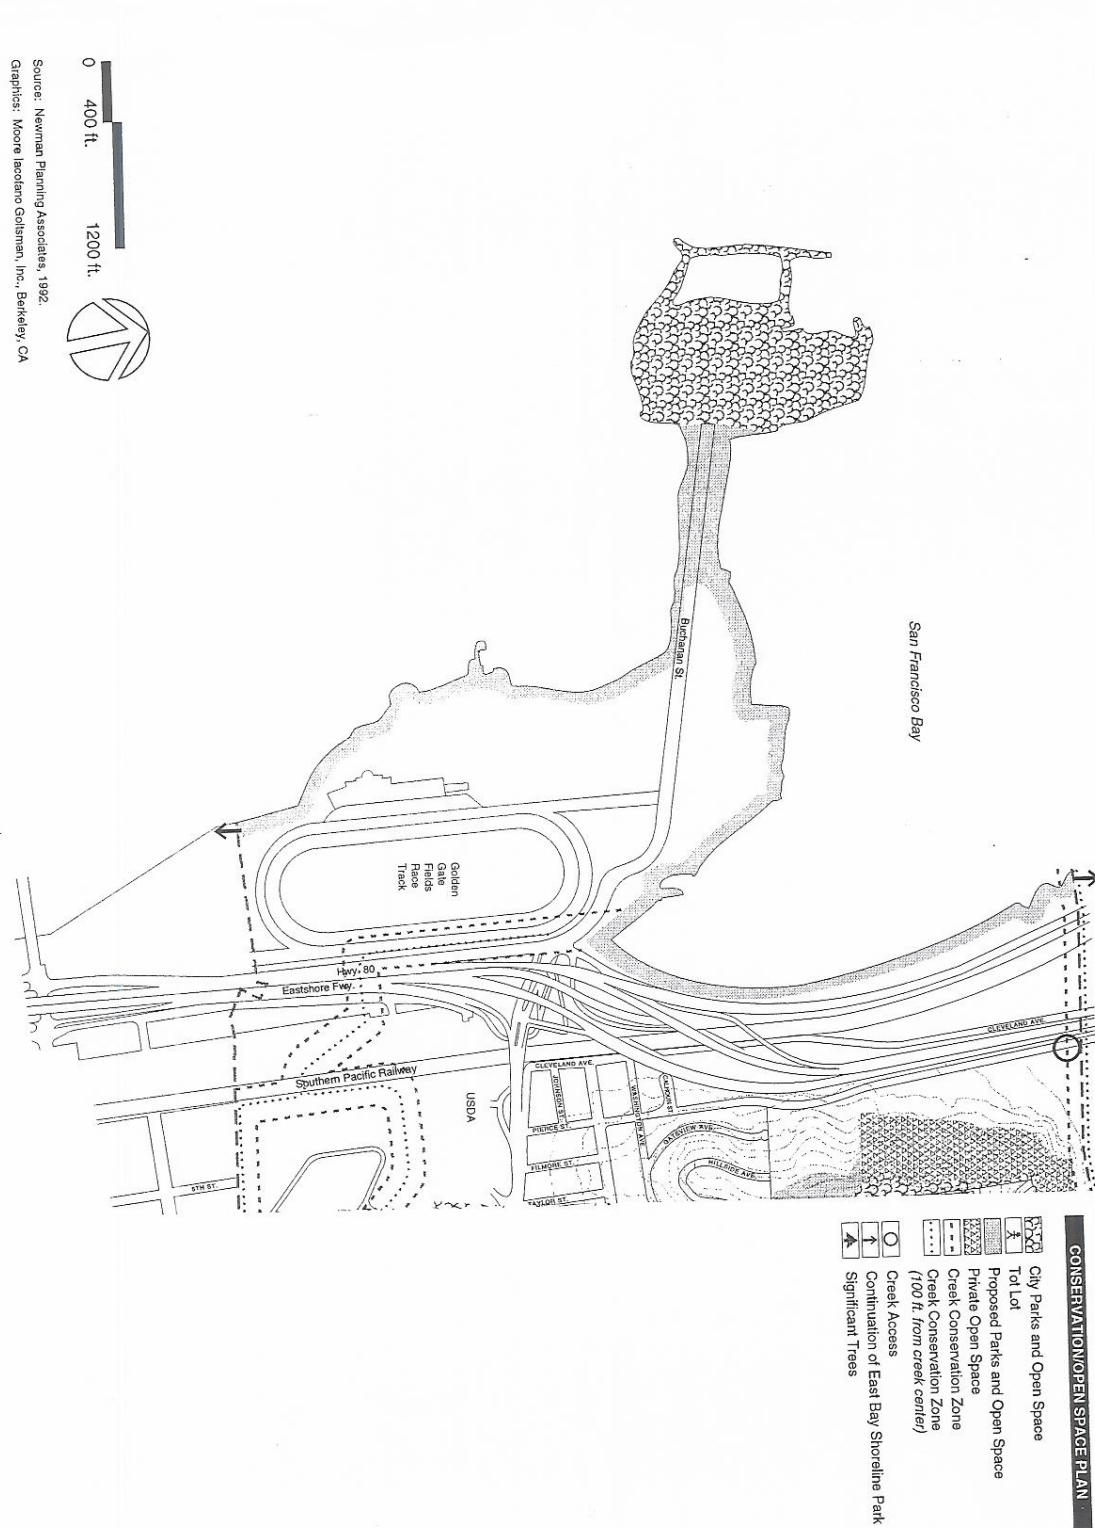 CONSERVATION/OPEN SPACE PLAN
City Parks and Open Space
Tot Lot
Proposed Parks and Open Space
Private Open Space
Creek Conservation Zone
Creek Conservation Zone
(100 ft. from creek center)
Creek Access
Continuation of East Bay Shoreline Park
Significant Trees
San Francisco Bay
Buchanan St.
Golden
Gate
Fields
Race
Track
Hwy. 80
Eastshore Fwy.
Southern Pacific Railway
USDA
CLEVELAND AVE.
CLEVELAND AVE.
JOHNSON ST.
WASHINGTON AVE.
CALHOUN ST.
PIERCE ST.
GATEVIEW AVE.
HILLSIDE AVE.
FILMORE ST.
TAYLOR ST.
5TH ST.
0 400 ft. 1200 ft.
Source: Newman Planning Associates, 1992.
Graphics: Moore Iacofano Goltsman, Inc., Berkeley, CA